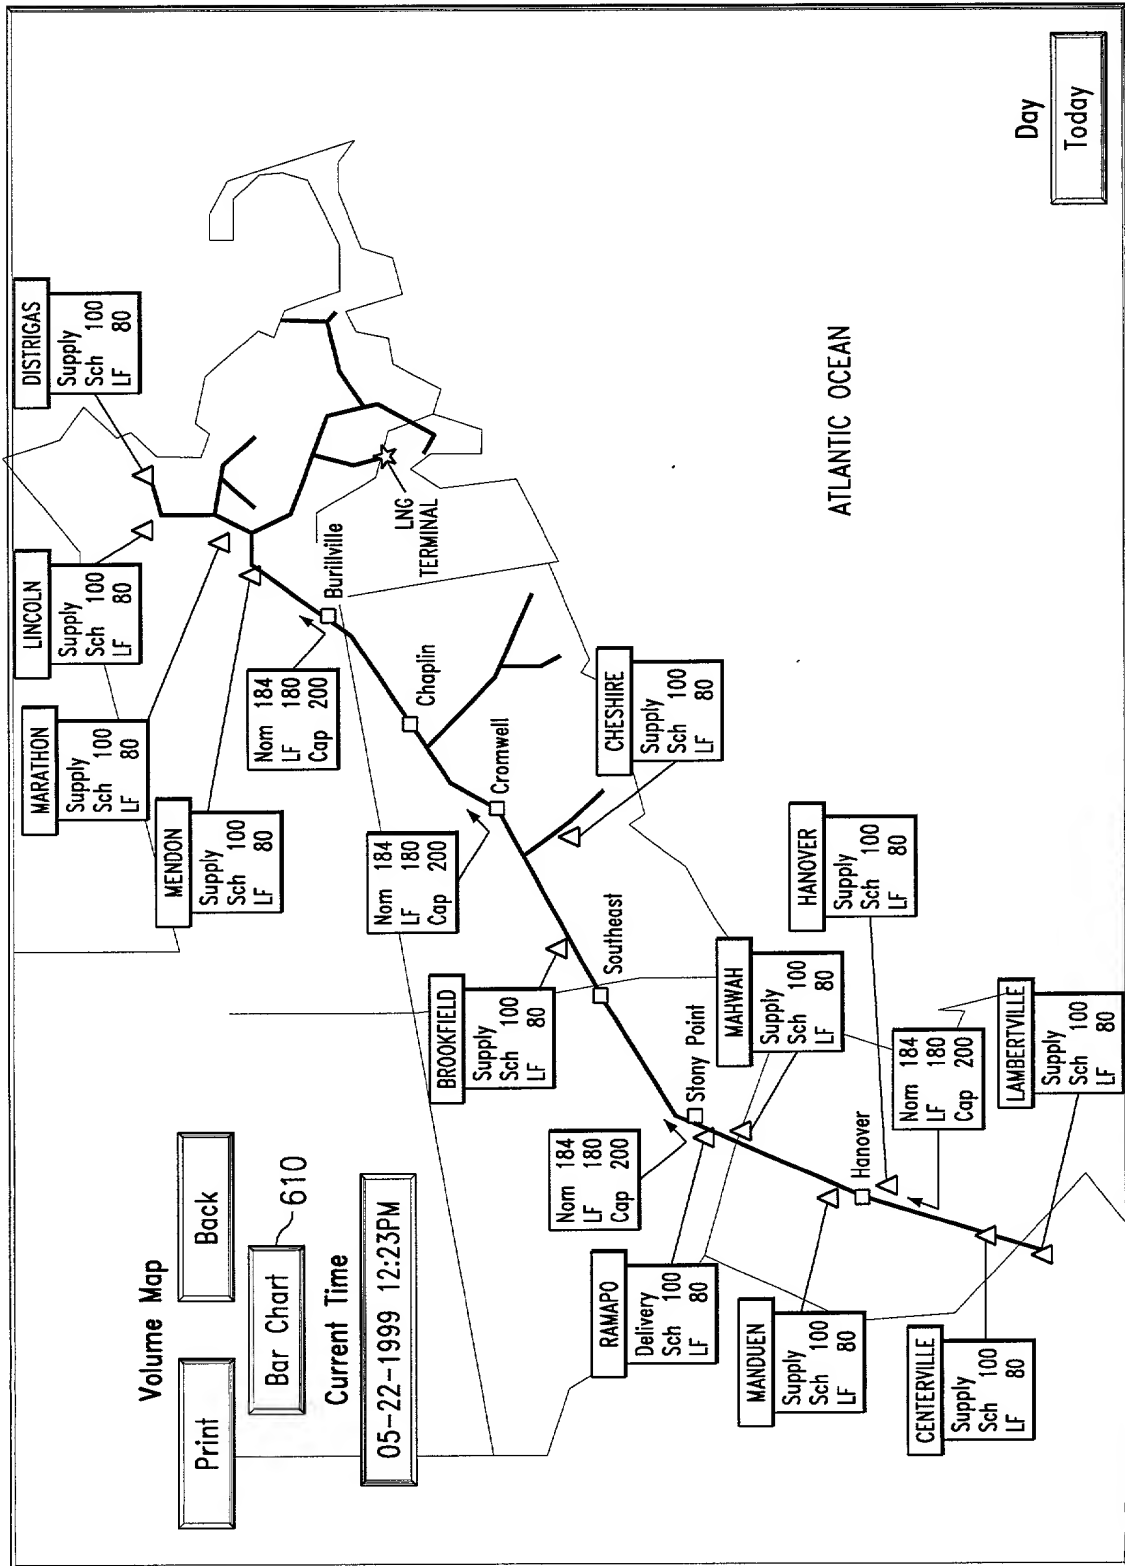 Volume Map
Print
Back
Bar Chart
610
Current Time
05-22-1999 12:23PM
DISTRIGAS
Supply
Sch 100
LF 80
LINCOLN
Supply
Sch 100
LF 80
MARATHON
Supply
Sch 100
LF 80
MENDON
Supply
Sch 100
LF 80
Nom 184
LF 180
Cap 200
Burillville
LNG
TERMINAL
Chaplin
Nom 184
LF 180
Cap 200
Cromwell
CHESHIRE
Supply
Sch 100
LF 80
BROOKFIELD
Supply
Sch 100
LF 80
Southeast
Nom 184
LF 180
Cap 200
Stony Point
MAHWAH
Supply
Sch 100
LF 80
HANOVER
Supply
Sch 100
LF 80
RAMAPO
Delivery
Sch 100
LF 80
MANDUEN
Supply
Sch 100
LF 80
Hanover
Nom 184
LF 180
Cap 200
CENTERVILLE
Supply
Sch 100
LF 80
LAMBERTVILLE
Supply
Sch 100
LF 80
ATLANTIC OCEAN
Day
Today